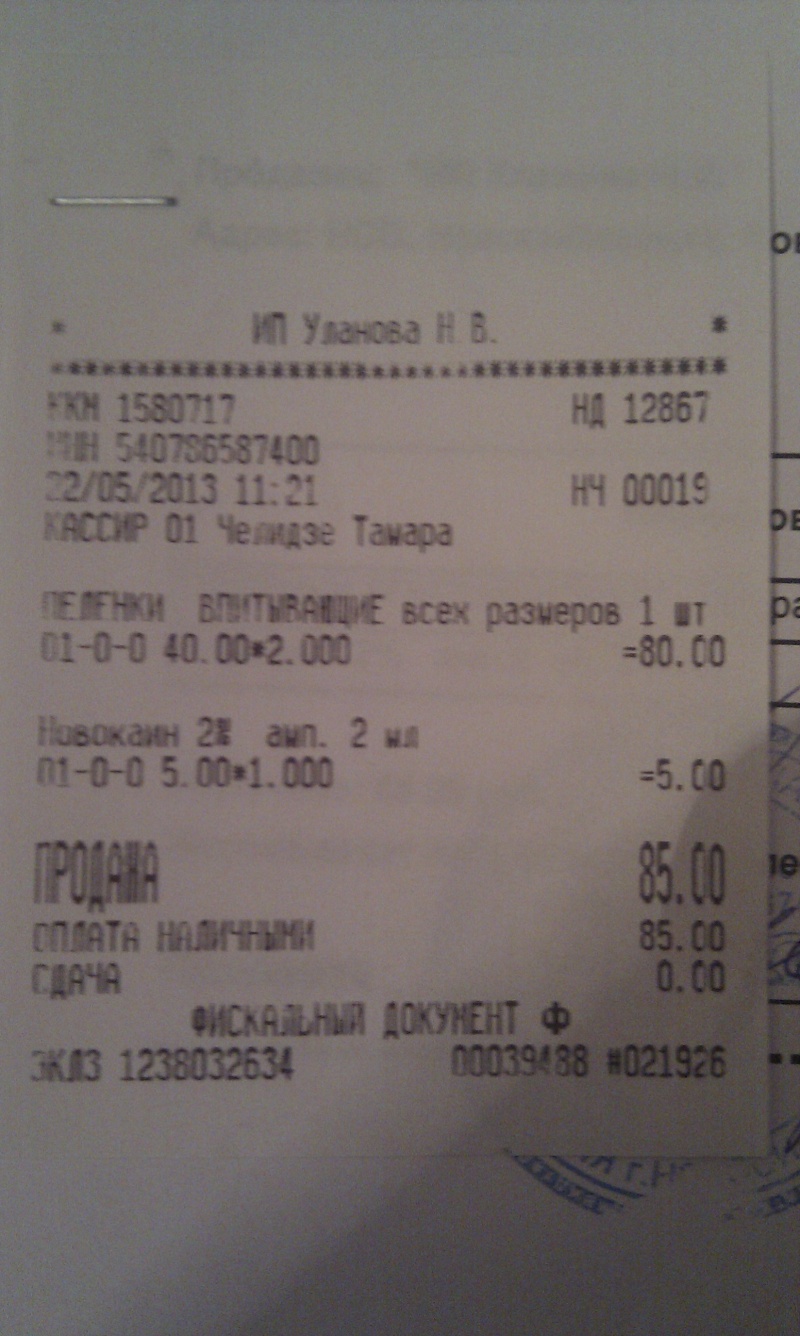 * ИП Уланова Н В. *
****************************************
ККМ 1580717 НД 12867
ИНН 540786587400
22/05/2013 11:21 НЧ 00019
КАССИР 01 Челидзе Тамара
ПЕЛЕНКИ ВПИТЫВАЮЩИЕ всех размеров 1 шт
01-0-0 40.00*2.000 =80.00
Новокаин 2% амп. 2 мл
01-0-0 5.00*1.000 =5.00
ПРОДАЖА 85.00
ОПЛАТА НАЛИЧНЫМИ 85.00
СДАЧА 0.00
ФИСКАЛЬНЫЙ ДОКУМЕНТ Ф
ЭКЛЗ 1238032634 00039488 #021926